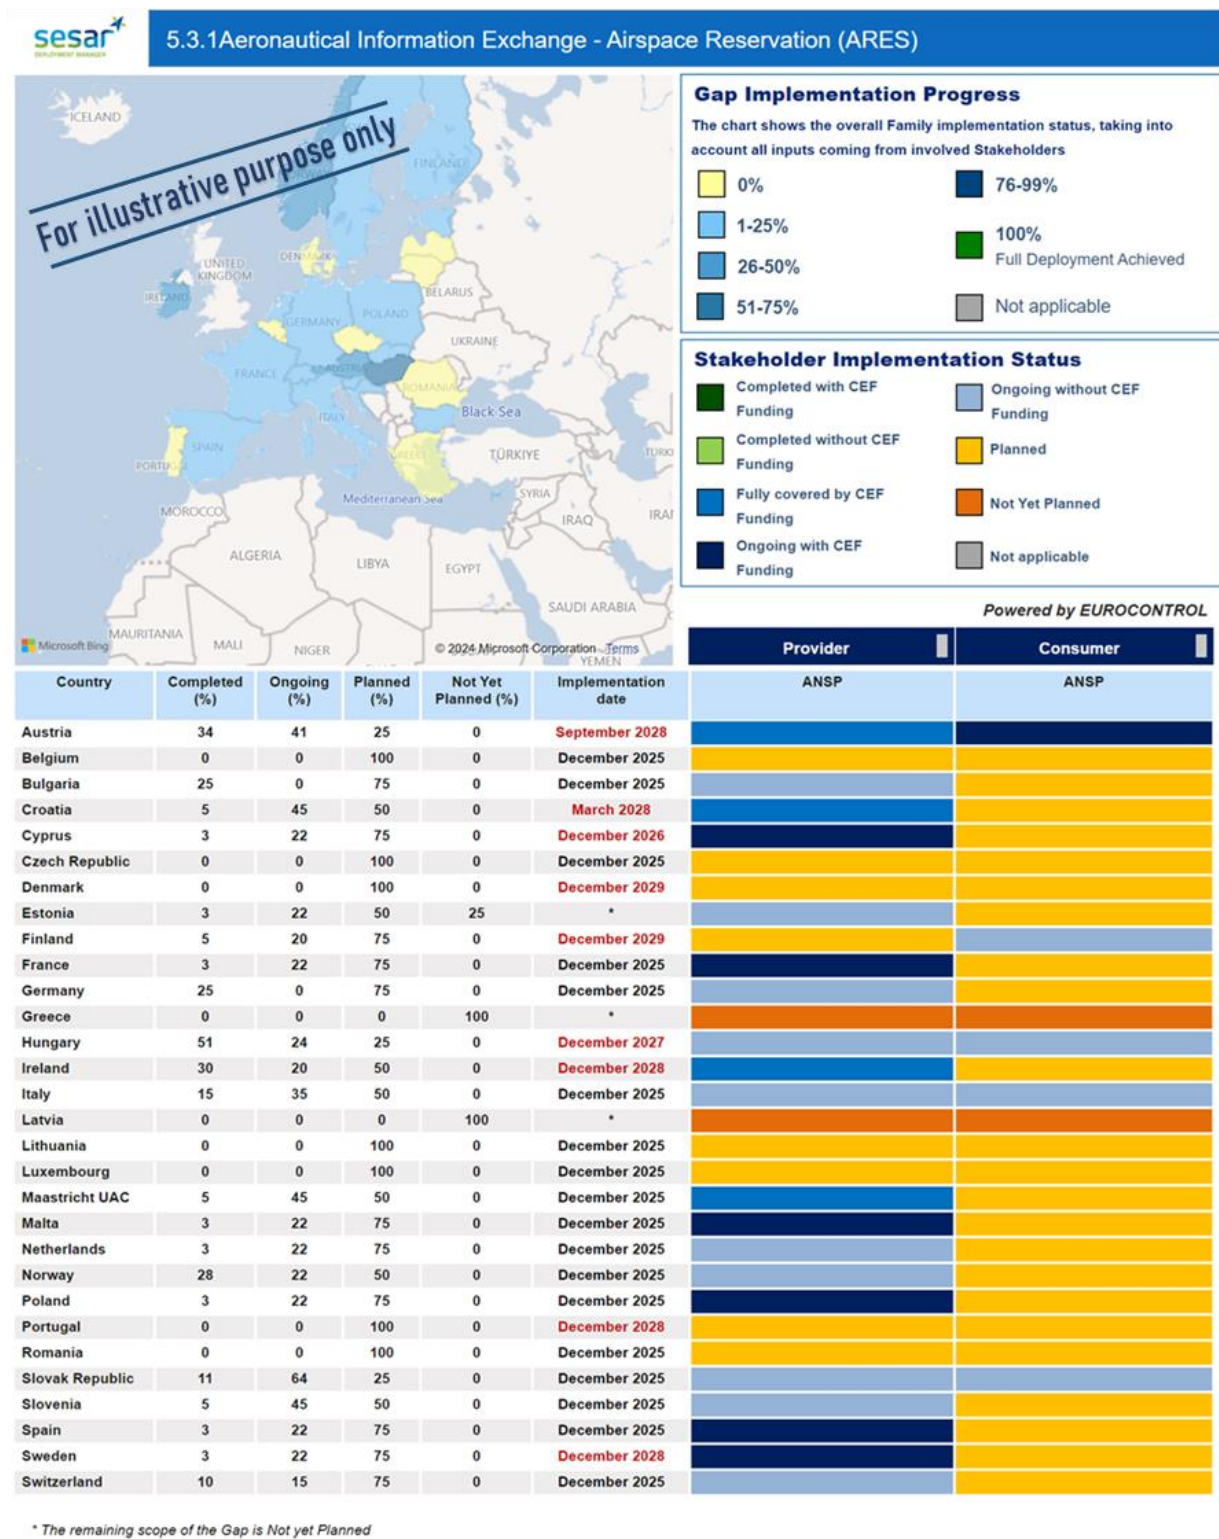 sesar
DEPLOYMENT MANAGER
5.3.1Aeronautical Information Exchange - Airspace Reservation (ARES)
For illustrative purpose only
ICELAND
FINLAND
NORWAY
DENMARK
UNITED
KINGDOM
IRELAND
BELARUS
GERMANY
POLAND
UKRAINE
FRANCE
AUSTRIA
ROMANIA
ITALY
Black Sea
SPAIN
PORTUG
GREECE
TÜRKIYE
Mediterranean Sea
SYRIA
MOROCCO
IRAQ
IRAN
ALGERIA
LIBYA
EGYPT
SAUDI ARABIA
MAURITANIA
MALI
NIGER
YEMEN
Microsoft Bing
© 2024 Microsoft Corporation Terms
Gap Implementation Progress
The chart shows the overall Family implementation status, taking into
account all inputs coming from involved Stakeholders
0%
76-99%
1-25%
100%
Full Deployment Achieved
26-50%
51-75%
Not applicable
Stakeholder Implementation Status
Completed with CEF
Funding
Ongoing without CEF
Funding
Completed without CEF
Funding
Planned
Fully covered by CEF
Funding
Not Yet Planned
Ongoing with CEF
Funding
Not applicable
Powered by EUROCONTROL
Provider Consumer
Country Completed (%) Ongoing (%) Planned (%) Not Yet Planned (%) Implementation date ANSP ANSP
Austria 34 41 25 0 September 2028
Belgium 0 0 100 0 December 2025
Bulgaria 25 0 75 0 December 2025
Croatia 5 45 50 0 March 2028
Cyprus 3 22 75 0 December 2026
Czech Republic 0 0 100 0 December 2025
Denmark 0 0 100 0 December 2029
Estonia 3 22 50 25 *
Finland 5 20 75 0 December 2029
France 3 22 75 0 December 2025
Germany 25 0 75 0 December 2025
Greece 0 0 0 100 *
Hungary 51 24 25 0 December 2027
Ireland 30 20 50 0 December 2028
Italy 15 35 50 0 December 2025
Latvia 0 0 0 100 *
Lithuania 0 0 100 0 December 2025
Luxembourg 0 0 100 0 December 2025
Maastricht UAC 5 45 50 0 December 2025
Malta 3 22 75 0 December 2025
Netherlands 3 22 75 0 December 2025
Norway 28 22 50 0 December 2025
Poland 3 22 75 0 December 2025
Portugal 0 0 100 0 December 2028
Romania 0 0 100 0 December 2025
Slovak Republic 11 64 25 0 December 2025
Slovenia 5 45 50 0 December 2025
Spain 3 22 75 0 December 2025
Sweden 3 22 75 0 December 2028
Switzerland 10 15 75 0 December 2025
* The remaining scope of the Gap is Not yet Planned